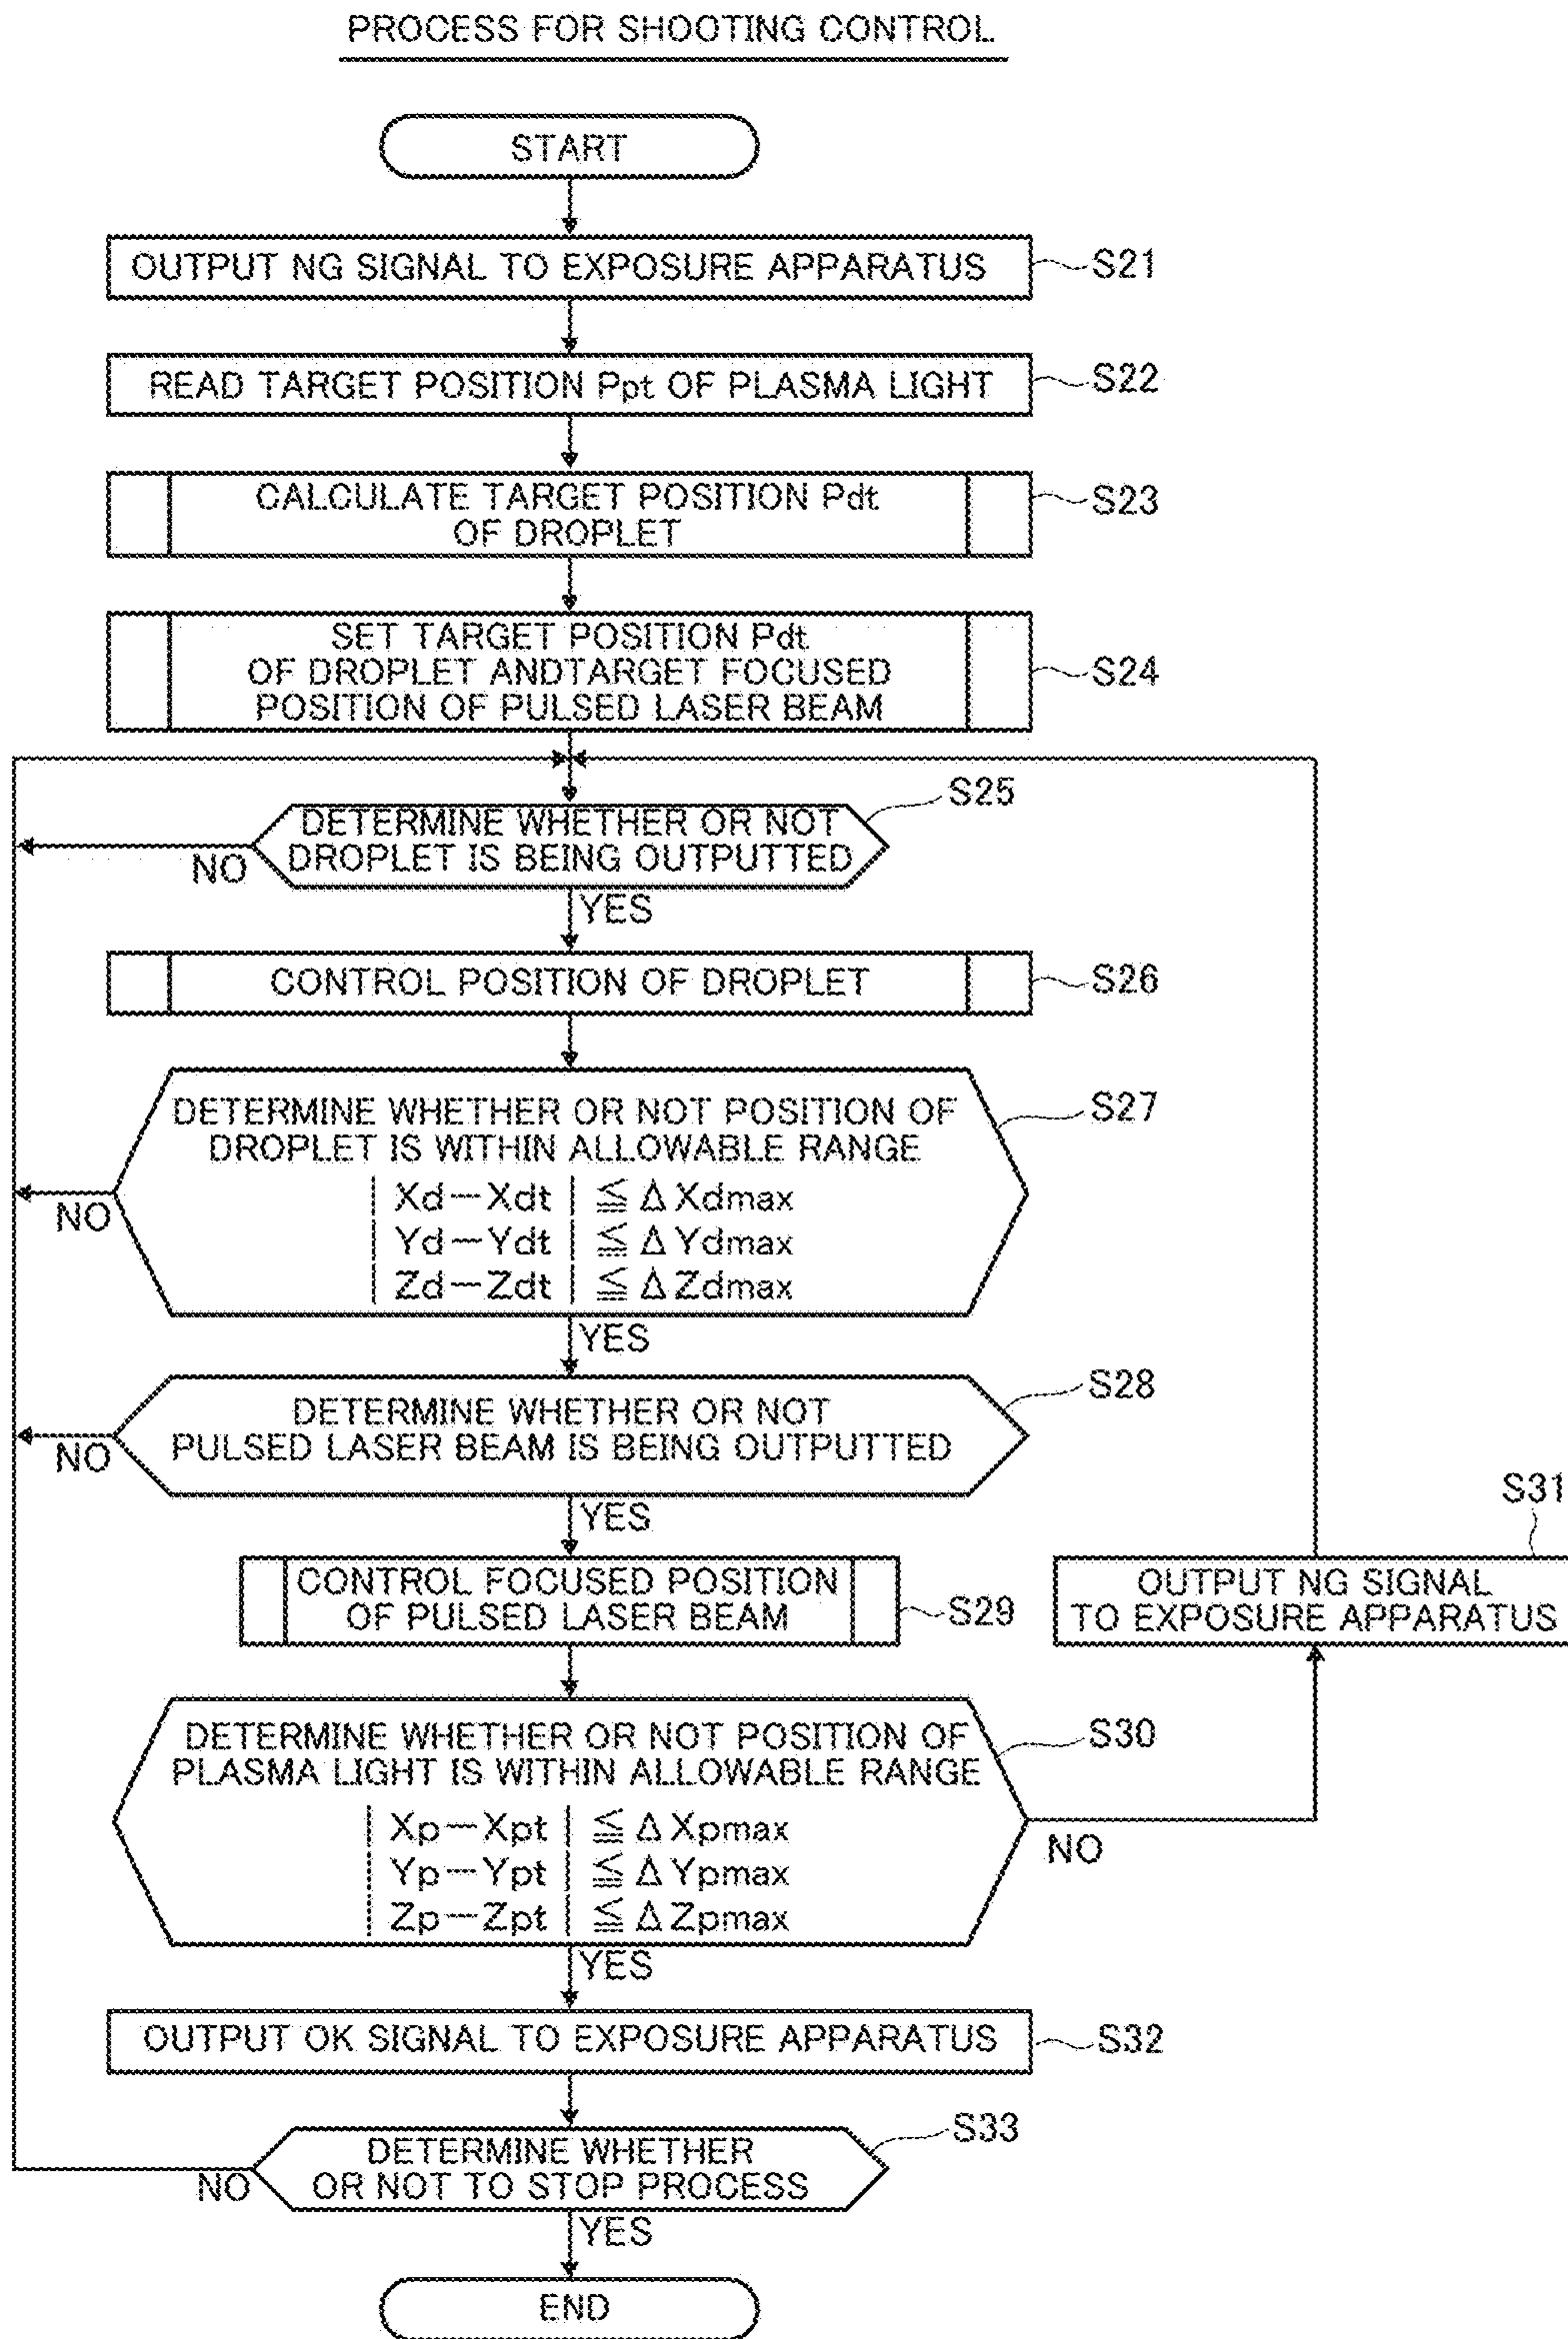 PROCESS FOR SHOOTING CONTROL
START
OUTPUT NG SIGNAL TO EXPOSURE APPARATUS
S21
READ TARGET POSITION Ppt OF PLASMA LIGHT
S22
CALCULATE TARGET POSITION Pdt
OF DROPLET
S23
SET TARGET POSITION Pdt
OF DROPLET ANDTARGET FOCUSED
POSITION OF PULSED LASER BEAM
S24
S25
DETERMINE WHETHER OR NOT
DROPLET IS BEING OUTPUTTED
NO
YES
CONTROL POSITION OF DROPLET
S26
S27
DETERMINE WHETHER OR NOT POSITION OF
DROPLET IS WITHIN ALLOWABLE RANGE
| Xd－Xdt | ≦ Δ Xdmax
| Yd－Ydt | ≦ Δ Ydmax
| Zd－Zdt | ≦ Δ Zdmax
NO
YES
S28
DETERMINE WHETHER OR NOT
PULSED LASER BEAM IS BEING OUTPUTTED
NO
YES
CONTROL FOCUSED POSITION
OF PULSED LASER BEAM
S29
S31
OUTPUT NG SIGNAL
TO EXPOSURE APPARATUS
S30
DETERMINE WHETHER OR NOT POSITION OF
PLASMA LIGHT IS WITHIN ALLOWABLE RANGE
| Xp－Xpt | ≦ Δ Xpmax
| Yp－Ypt | ≦ Δ Ypmax
| Zp－Zpt | ≦ Δ Zpmax
NO
YES
OUTPUT OK SIGNAL TO EXPOSURE APPARATUS
S32
S33
DETERMINE WHETHER
OR NOT TO STOP PROCESS
NO
YES
END